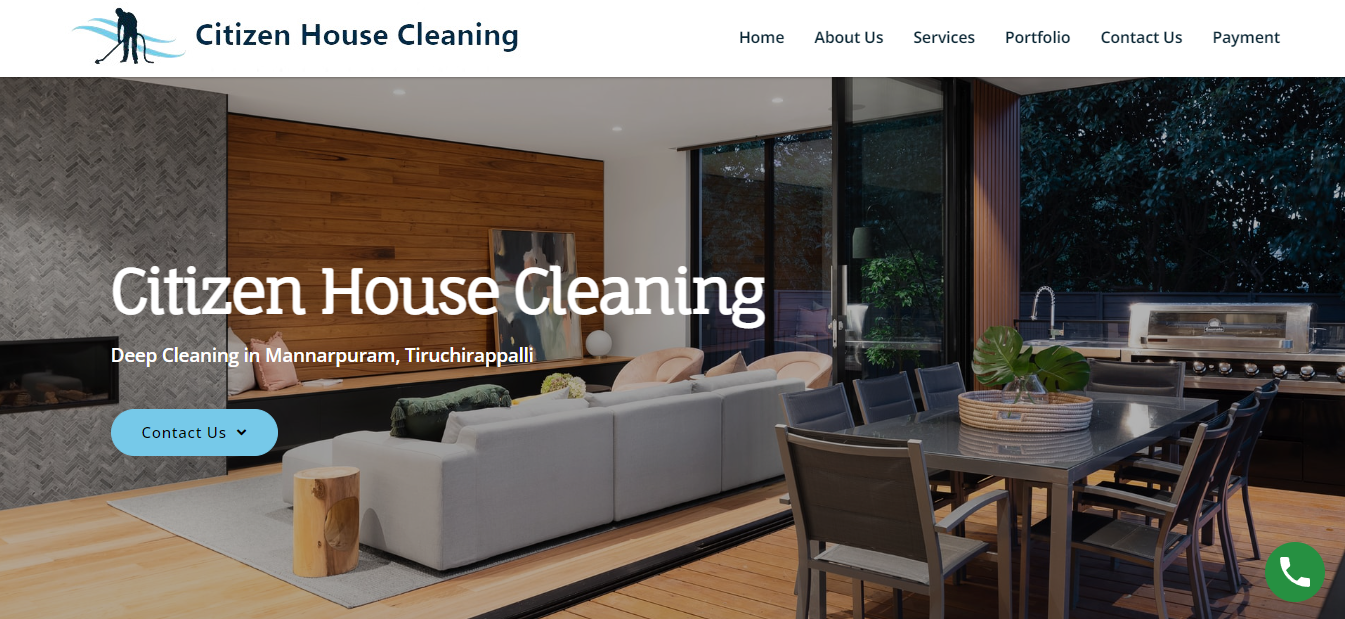 Citizen House Cleaning
Home About Us Services Portfolio Contact Us Payment
Citizen House Cleaning
Deep Cleaning in Mannarpuram, Tiruchirappalli
Contact Us